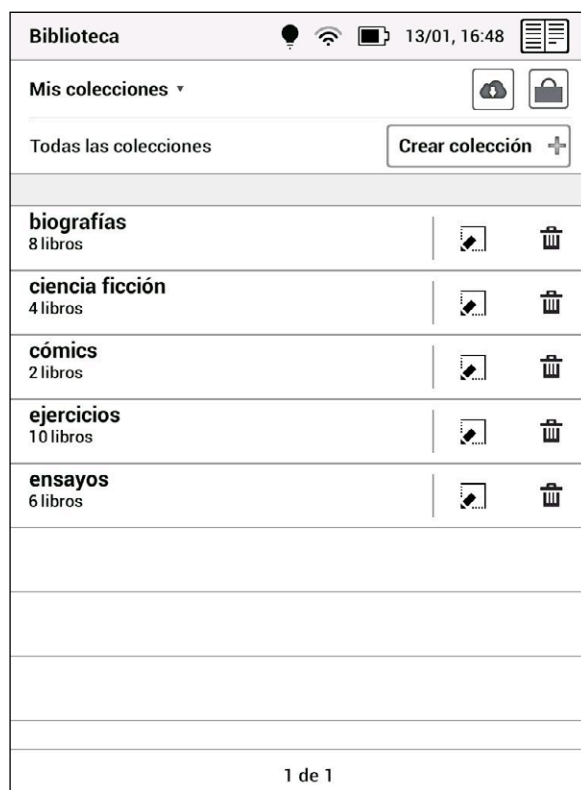 Biblioteca 13/01, 16:48
Mis colecciones
Todas las colecciones Crear colección
biografías
8 libros
ciencia ficción
4 libros
cómics
2 libros
ejercicios
10 libros
ensayos
6 libros
1 de 1